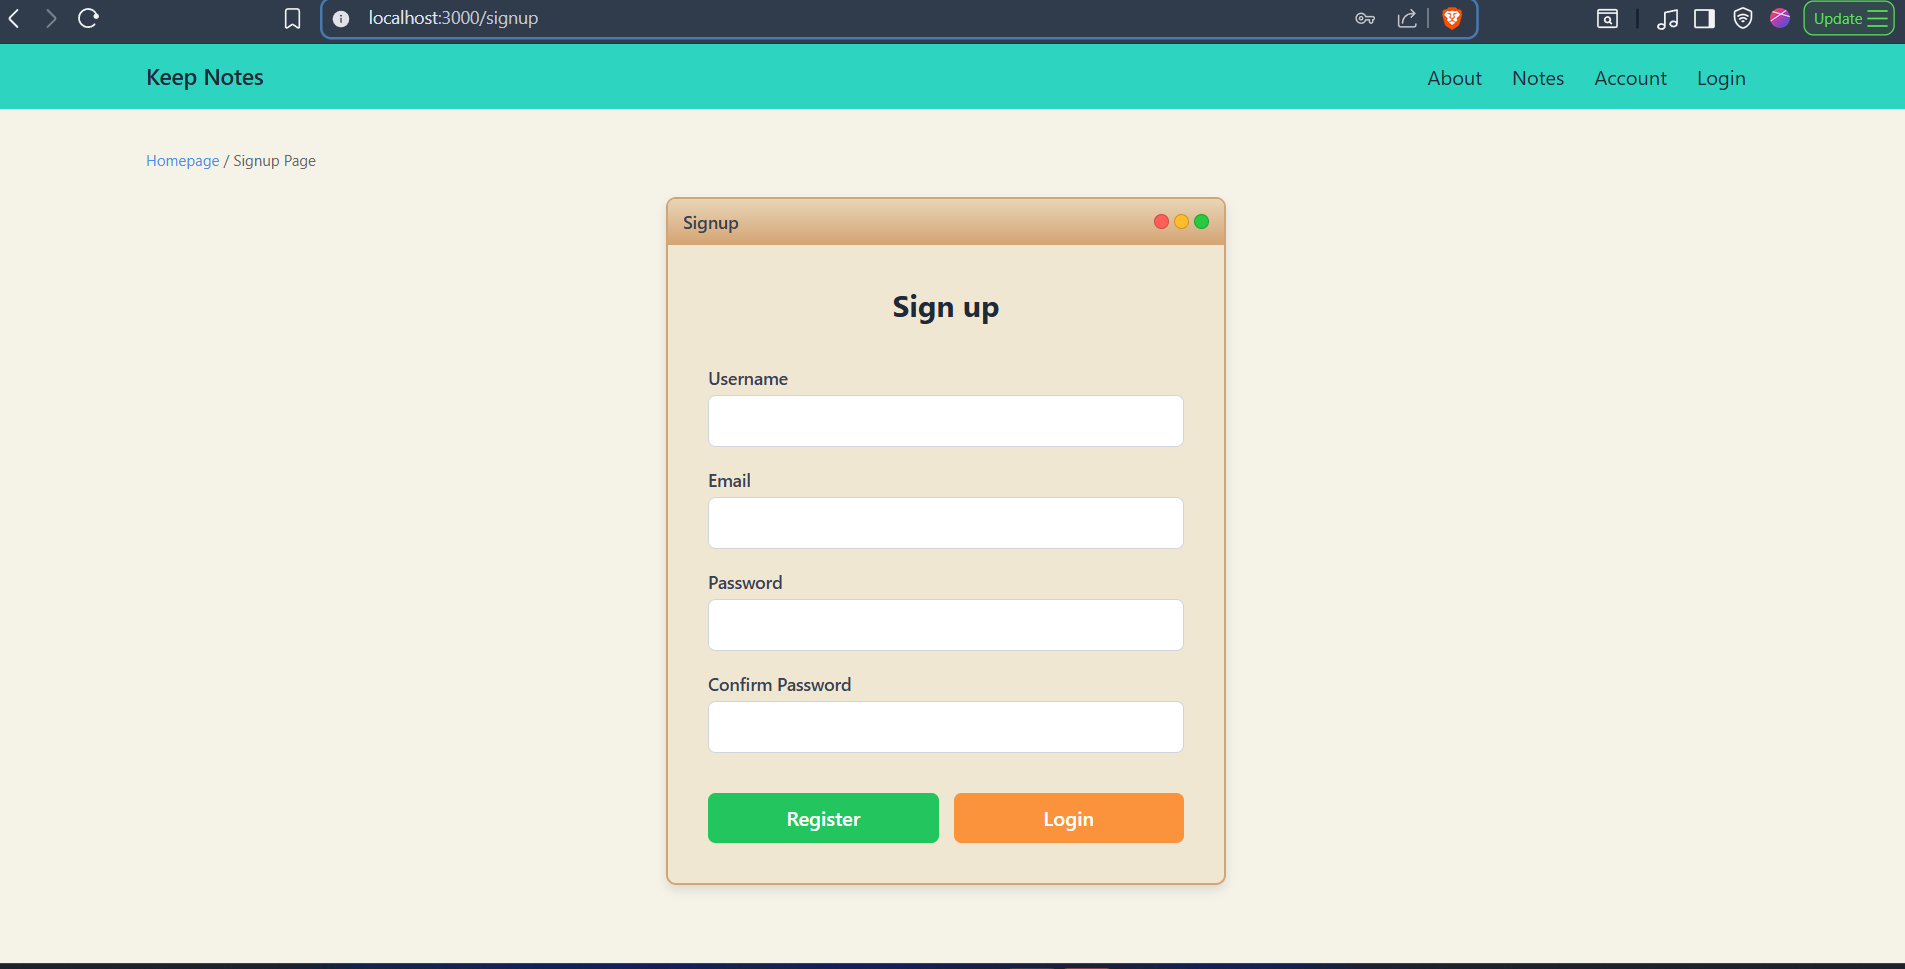 localhost:3000/signup
Update
Keep Notes
About Notes Account Login
Homepage / Signup Page
Signup
Sign up
Username
Email
Password
Confirm Password
Register Login